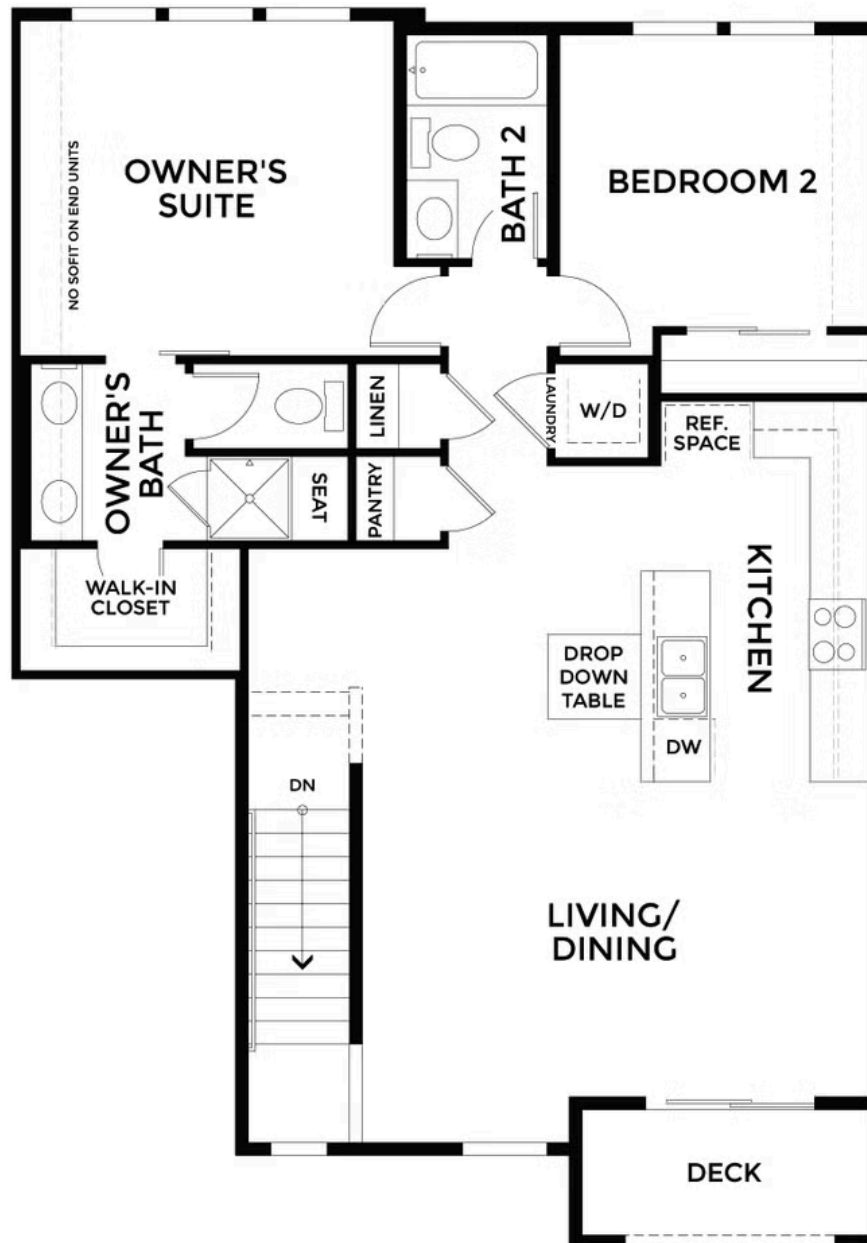 OWNER'S
SUITE
NO SOFIT ON END UNITS
BATH 2
BEDROOM 2
OWNER'S
BATH
LINEN
LAUNDRY
W/D
REF.
SPACE
SEAT
PANTRY
WALK-IN
CLOSET
KITCHEN
DROP
DOWN
TABLE
DW
DN
LIVING/
DINING
DECK